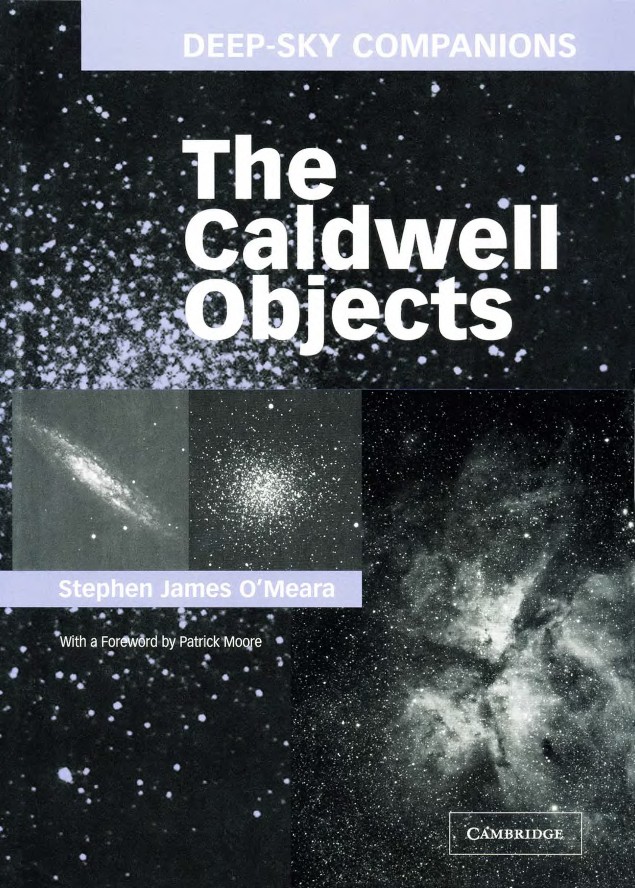 DEEP-SKY COMPANIONS
The
Caldwell
Objects
Stephen James O'Meara
With a Foreword by Patrick Moore
CAMBRIDGE